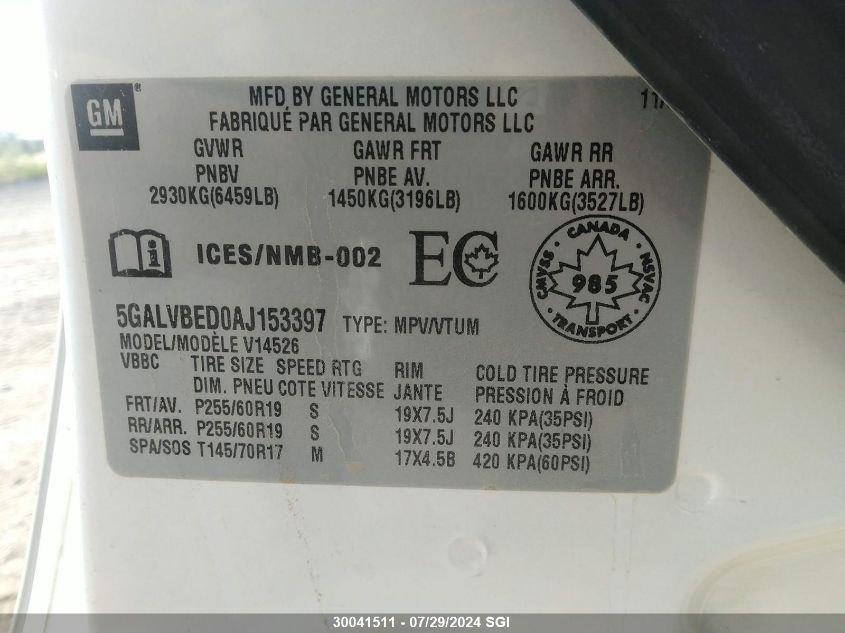 GM®
MFD. BY GENERAL MOTORS LLC 11/
FABRIQUÉ PAR GENERAL MOTORS LLC
GVWR GAWR FRT GAWR RR
PNBV PNBE AV. PNBE ARR.
2930KG(6459LB) 1450KG(3196LB) 1600KG(3527LB)
i ICES/NMB-002 EC
CANADA
CMVSS 985 NSVAC
TRANSPORT
5GALVBED0AJ153397 TYPE: MPV/VTUM
MODEL/MODÈLE V14526
VBBC TIRE SIZE SPEED RTG RIM COLD TIRE PRESSURE
DIM. PNEU COTE VITESSE JANTE PRESSION À FROID
FRT/AV. P255/60R19 S 19X7.5J 240 KPA(35PSI)
RR/ARR. P255/60R19 S 19X7.5J 240 KPA(35PSI)
SPA/SOS T145/70R17 M 17X4.5B 420 KPA(60PSI)
30041511 - 07/29/2024 SGI